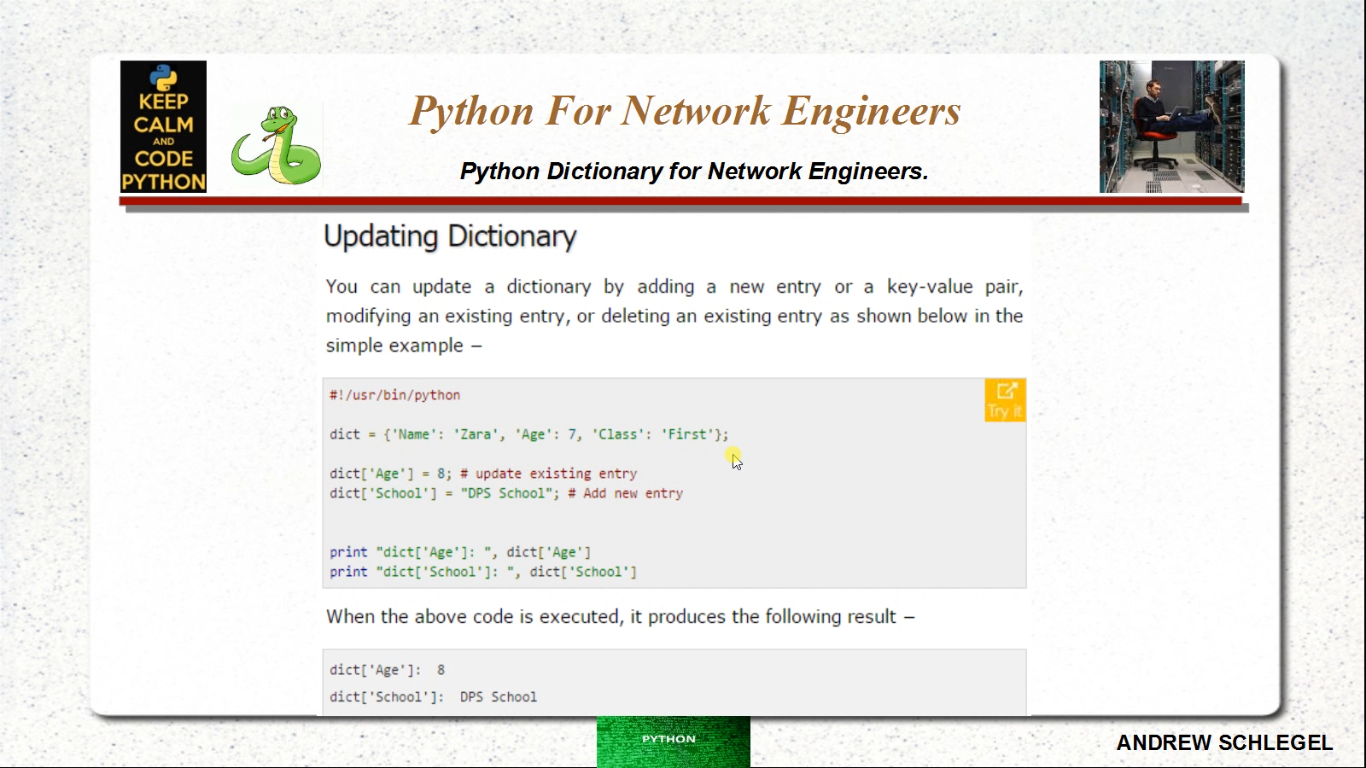 KEEP
CALM
AND
CODE
PYTHON
Python For Network Engineers
Python Dictionary for Network Engineers.
Updating Dictionary
You can update a dictionary by adding a new entry or a key-value pair,
modifying an existing entry, or deleting an existing entry as shown below in the
simple example –
Try it
#!/usr/bin/python
dict = {'Name': 'Zara', 'Age': 7, 'Class': 'First'};
dict['Age'] = 8; # update existing entry
dict['School'] = "DPS School"; # Add new entry
print "dict['Age']: ", dict['Age']
print "dict['School']: ", dict['School']
When the above code is executed, it produces the following result –
dict['Age']:  8
dict['School']:  DPS School
PYTHON
ANDREW SCHLEGEL